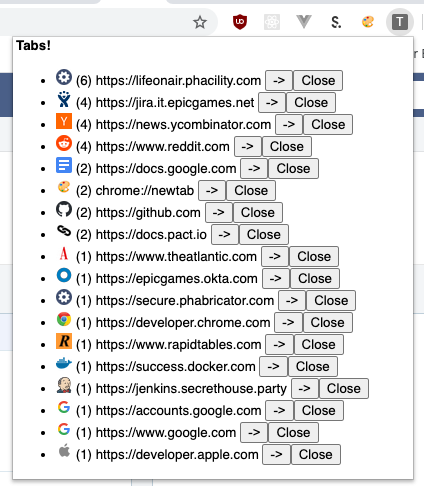 Tabs!
(6) https://lifeonair.phacility.com -> Close
(4) https://jira.it.epicgames.net -> Close
(4) https://news.ycombinator.com -> Close
(4) https://www.reddit.com -> Close
(2) https://docs.google.com -> Close
(2) chrome://newtab -> Close
(2) https://github.com -> Close
(2) https://docs.pact.io -> Close
(1) https://www.theatlantic.com -> Close
(1) https://epicgames.okta.com -> Close
(1) https://secure.phabricator.com -> Close
(1) https://developer.chrome.com -> Close
(1) https://www.rapidtables.com -> Close
(1) https://success.docker.com -> Close
(1) https://jenkins.secrethouse.party -> Close
(1) https://accounts.google.com -> Close
(1) https://www.google.com -> Close
(1) https://developer.apple.com -> Close